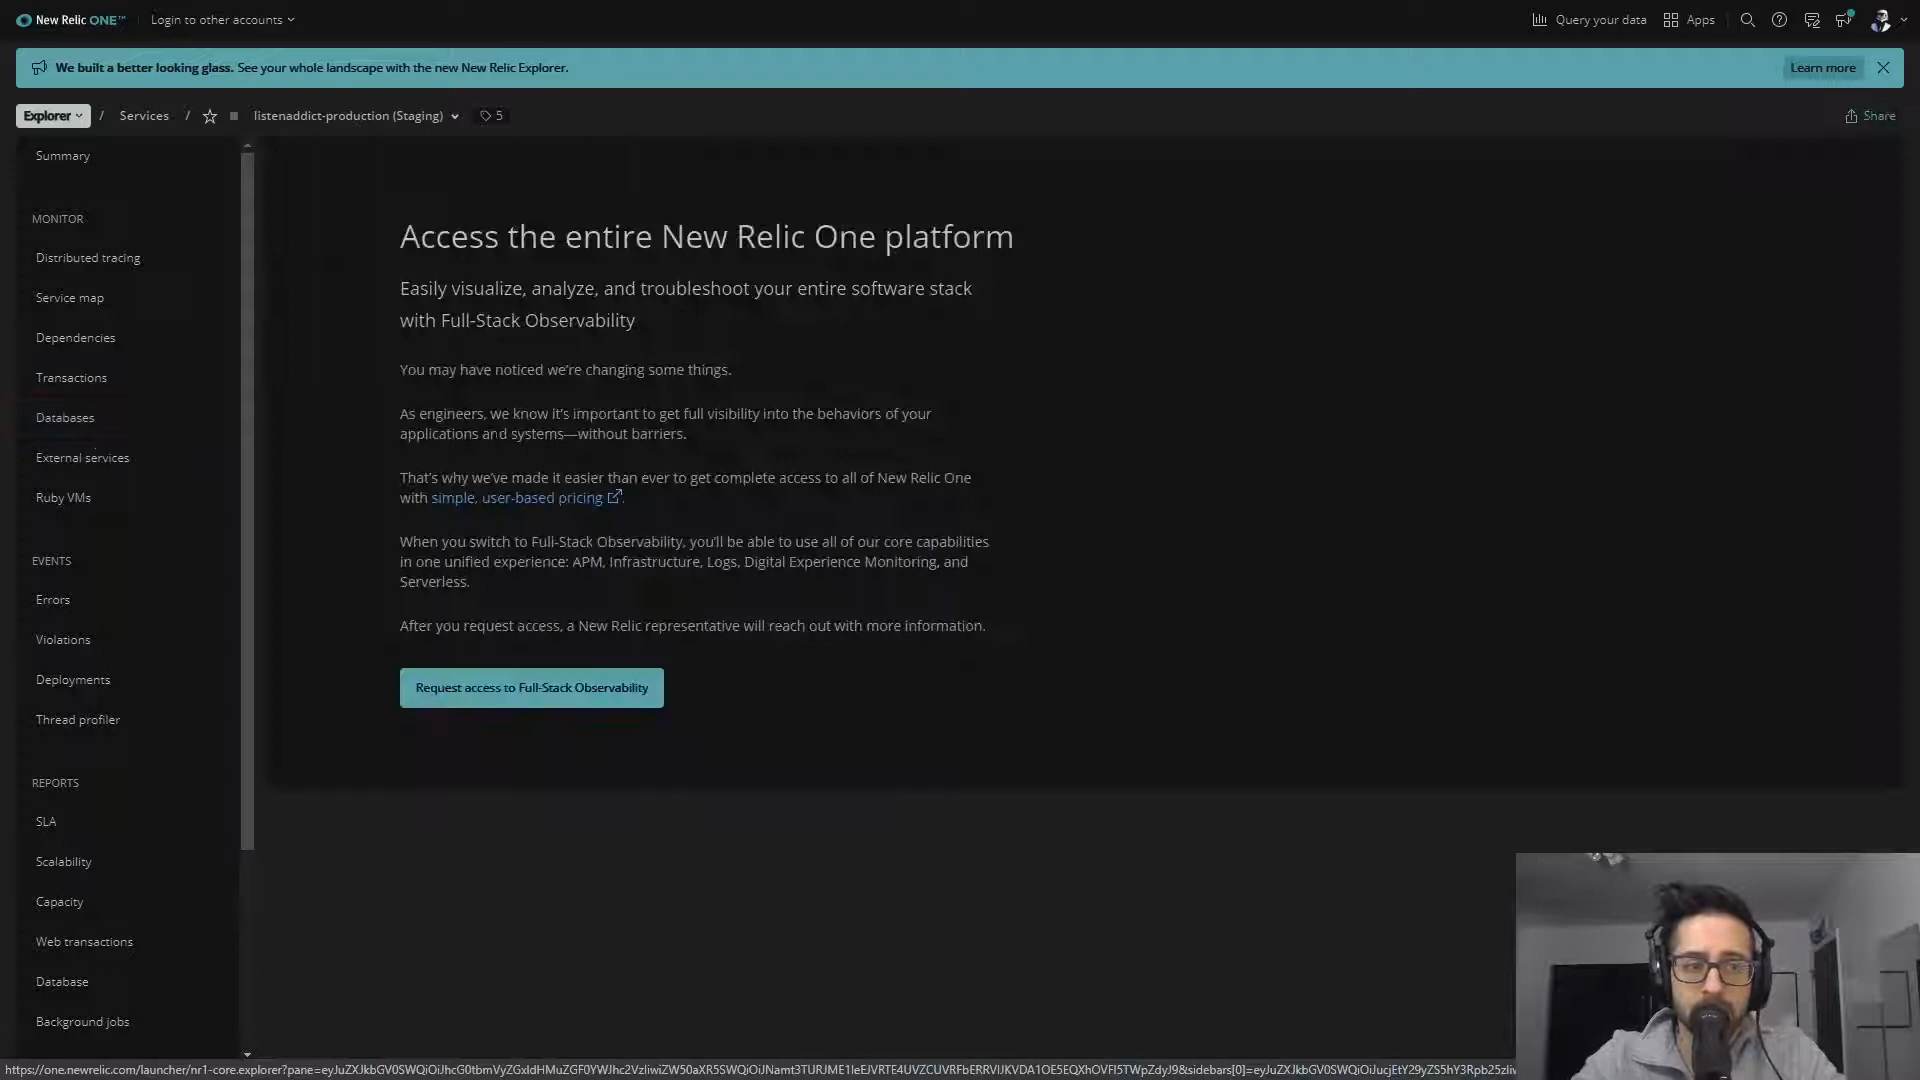 New Relic ONE™
Login to other accounts
Query your data
Apps
We built a better looking glass. See your whole landscape with the new New Relic Explorer.
Learn more
Explorer / Services / listenaddict-production (Staging) 5
Share
Summary
MONITOR
Distributed tracing
Service map
Dependencies
Transactions
Databases
External services
Ruby VMs
EVENTS
Errors
Violations
Deployments
Thread profiler
REPORTS
SLA
Scalability
Capacity
Web transactions
Database
Background jobs
Access the entire New Relic One platform
Easily visualize, analyze, and troubleshoot your entire software stack
with Full-Stack Observability
You may have noticed we’re changing some things.
As engineers, we know it’s important to get full visibility into the behaviors of your
applications and systems—without barriers.
That’s why we’ve made it easier than ever to get complete access to all of New Relic One
with simple, user-based pricing.
When you switch to Full-Stack Observability, you’ll be able to use all of our core capabilities
in one unified experience: APM, Infrastructure, Logs, Digital Experience Monitoring, and
Serverless.
After you request access, a New Relic representative will reach out with more information.
Request access to Full-Stack Observability